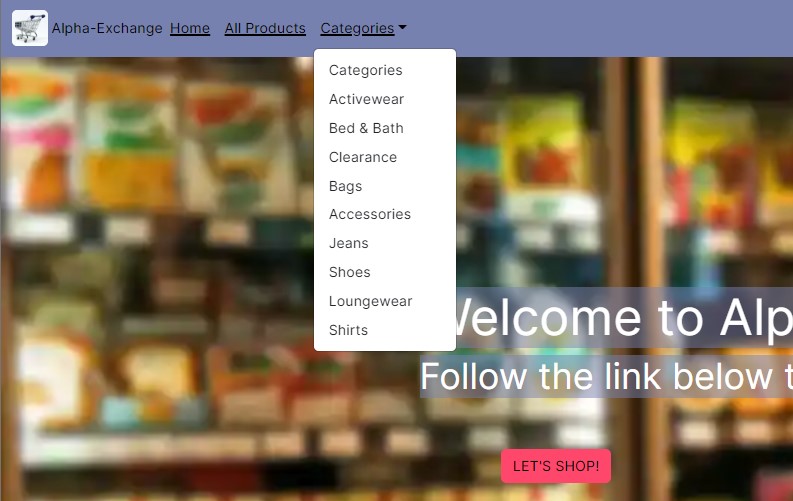 Alpha-Exchange Home All Products Categories
Categories
Activewear
Bed & Bath
Clearance
Bags
Accessories
Jeans
Shoes
Loungewear
Shirts
Welcome to Alp
Follow the link below t
LET'S SHOP!